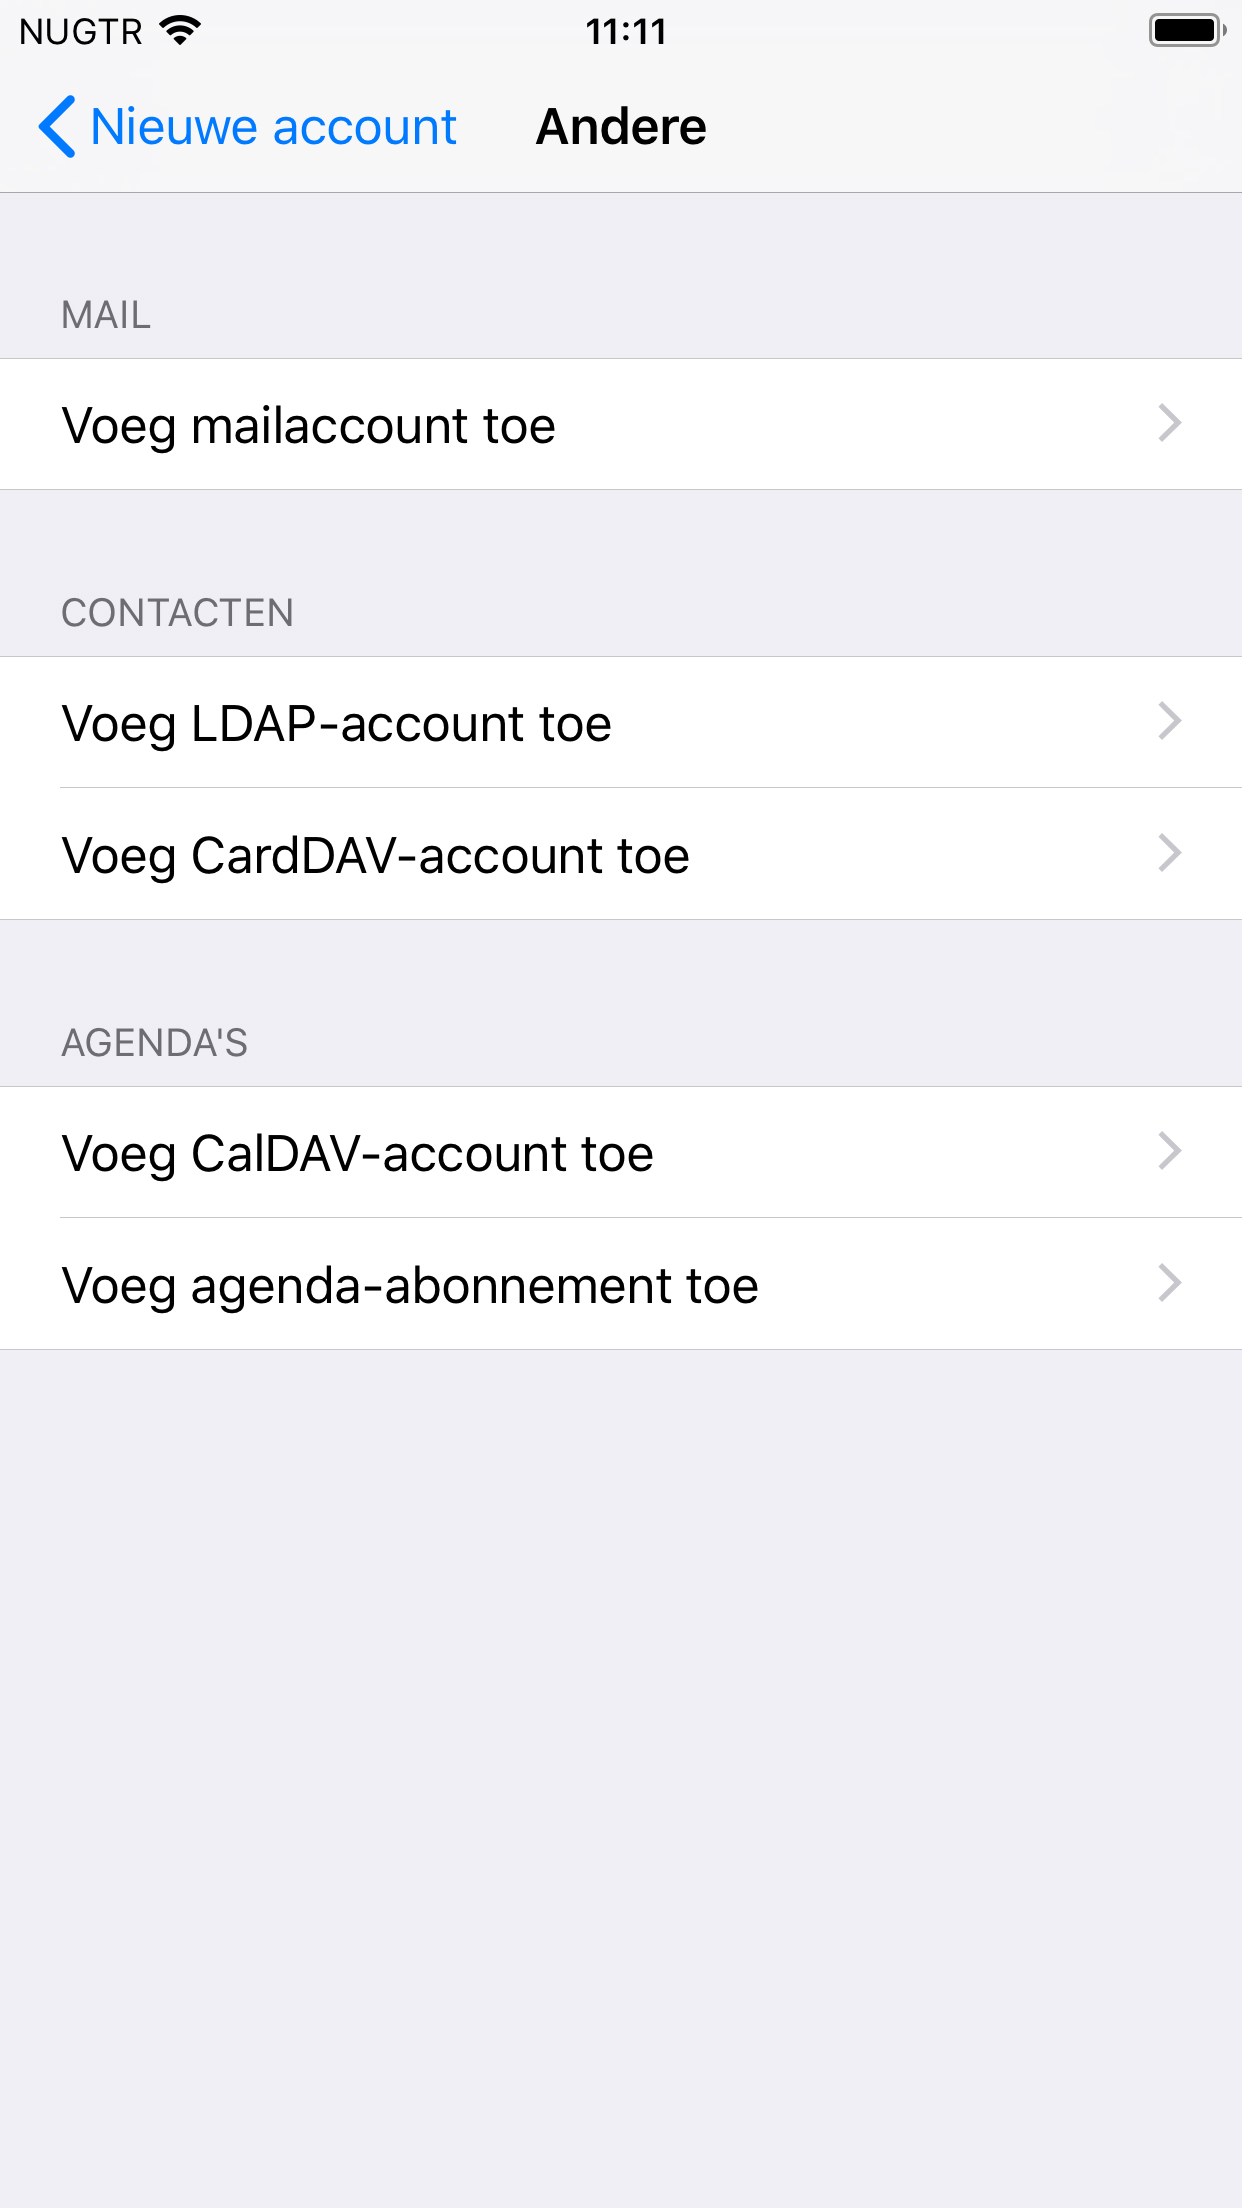 NUGTR 11:11
Nieuwe account Andere
MAIL
Voeg mailaccount toe
CONTACTEN
Voeg LDAP-account toe
Voeg CardDAV-account toe
AGENDA'S
Voeg CalDAV-account toe
Voeg agenda-abonnement toe